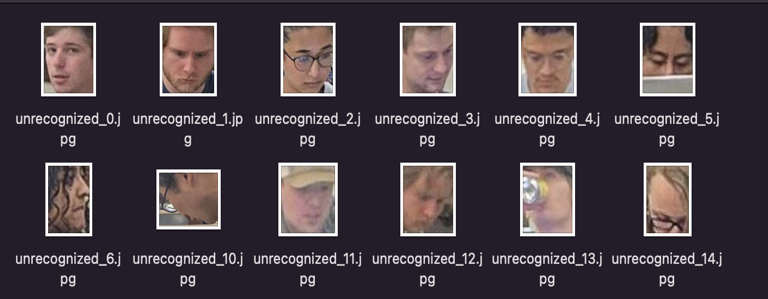 unrecognized_0.j
pg
unrecognized_1.jp
g
unrecognized_2.j
pg
unrecognized_3.j
pg
unrecognized_4.j
pg
unrecognized_5.j
pg
unrecognized_6.j
pg
unrecognized_10.j
pg
unrecognized_11.j
pg
unrecognized_12.j
pg
unrecognized_13.j
pg
unrecognized_14.j
pg